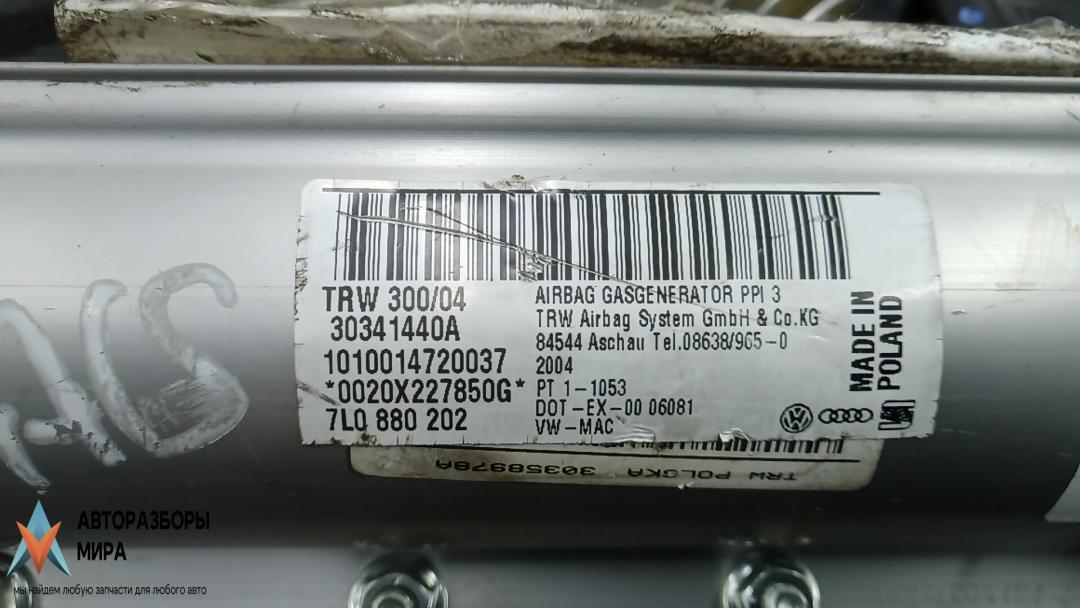 TRW 300/04
30341440A
1010014720037
*0020X227850G*
7L0 880 202
AIRBAG GASGENERATOR PPI 3
TRW Airbag System GmbH & Co.KG
84544 Aschau Tel.08638/965-0
2004
PT 1-1053
DOT-EX-00 06081
VW-MAC
MADE IN
POLAND
TRW POLSKA 30358978A
АВТОРАЗБОРЫ
МИРА
мы найдем любую запчасти для любого авто